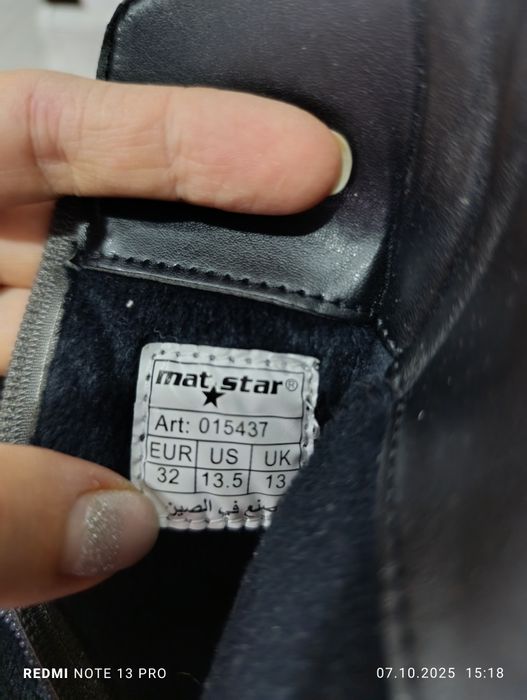 mat star®
Art: 015437
EUR US UK
32 13.5 13
صنع في الصين
REDMI NOTE 13 PRO 07.10.2025 15:18